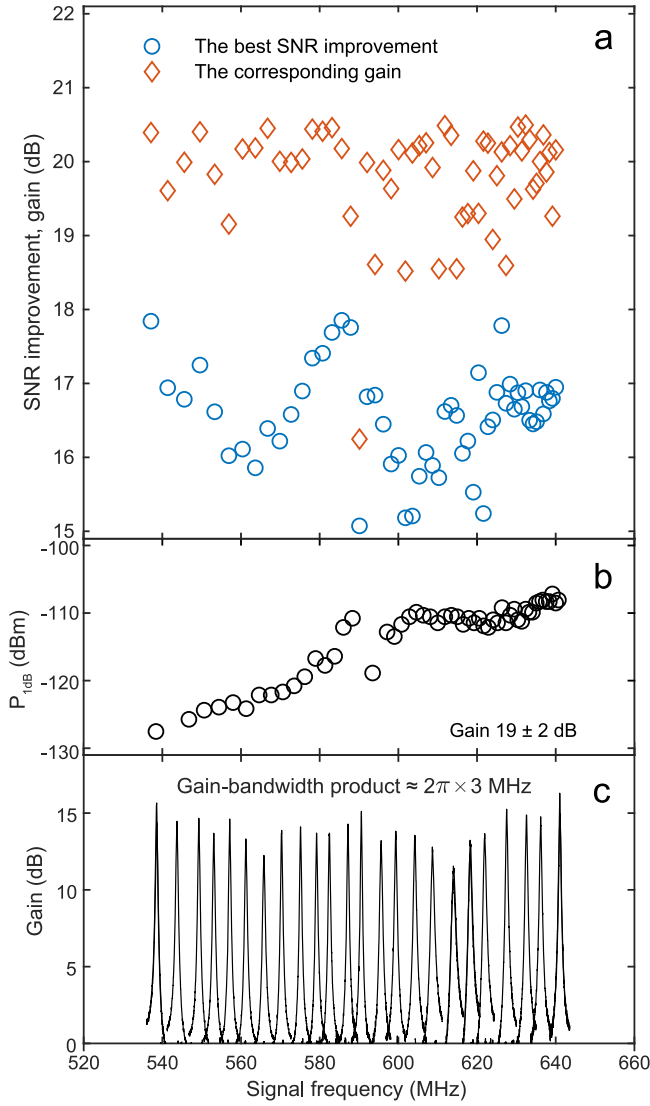 a
The best SNR improvement
The corresponding gain
22
21
20
19
18
17
16
15
SNR improvement, gain (dB)
b
-100
-110
-120
-130
P1dB (dBm)
Gain 19 ± 2 dB
c
Gain-bandwidth product ≈ 2π × 3 MHz
15
10
5
0
Gain (dB)
520 540 560 580 600 620 640 660
Signal frequency (MHz)